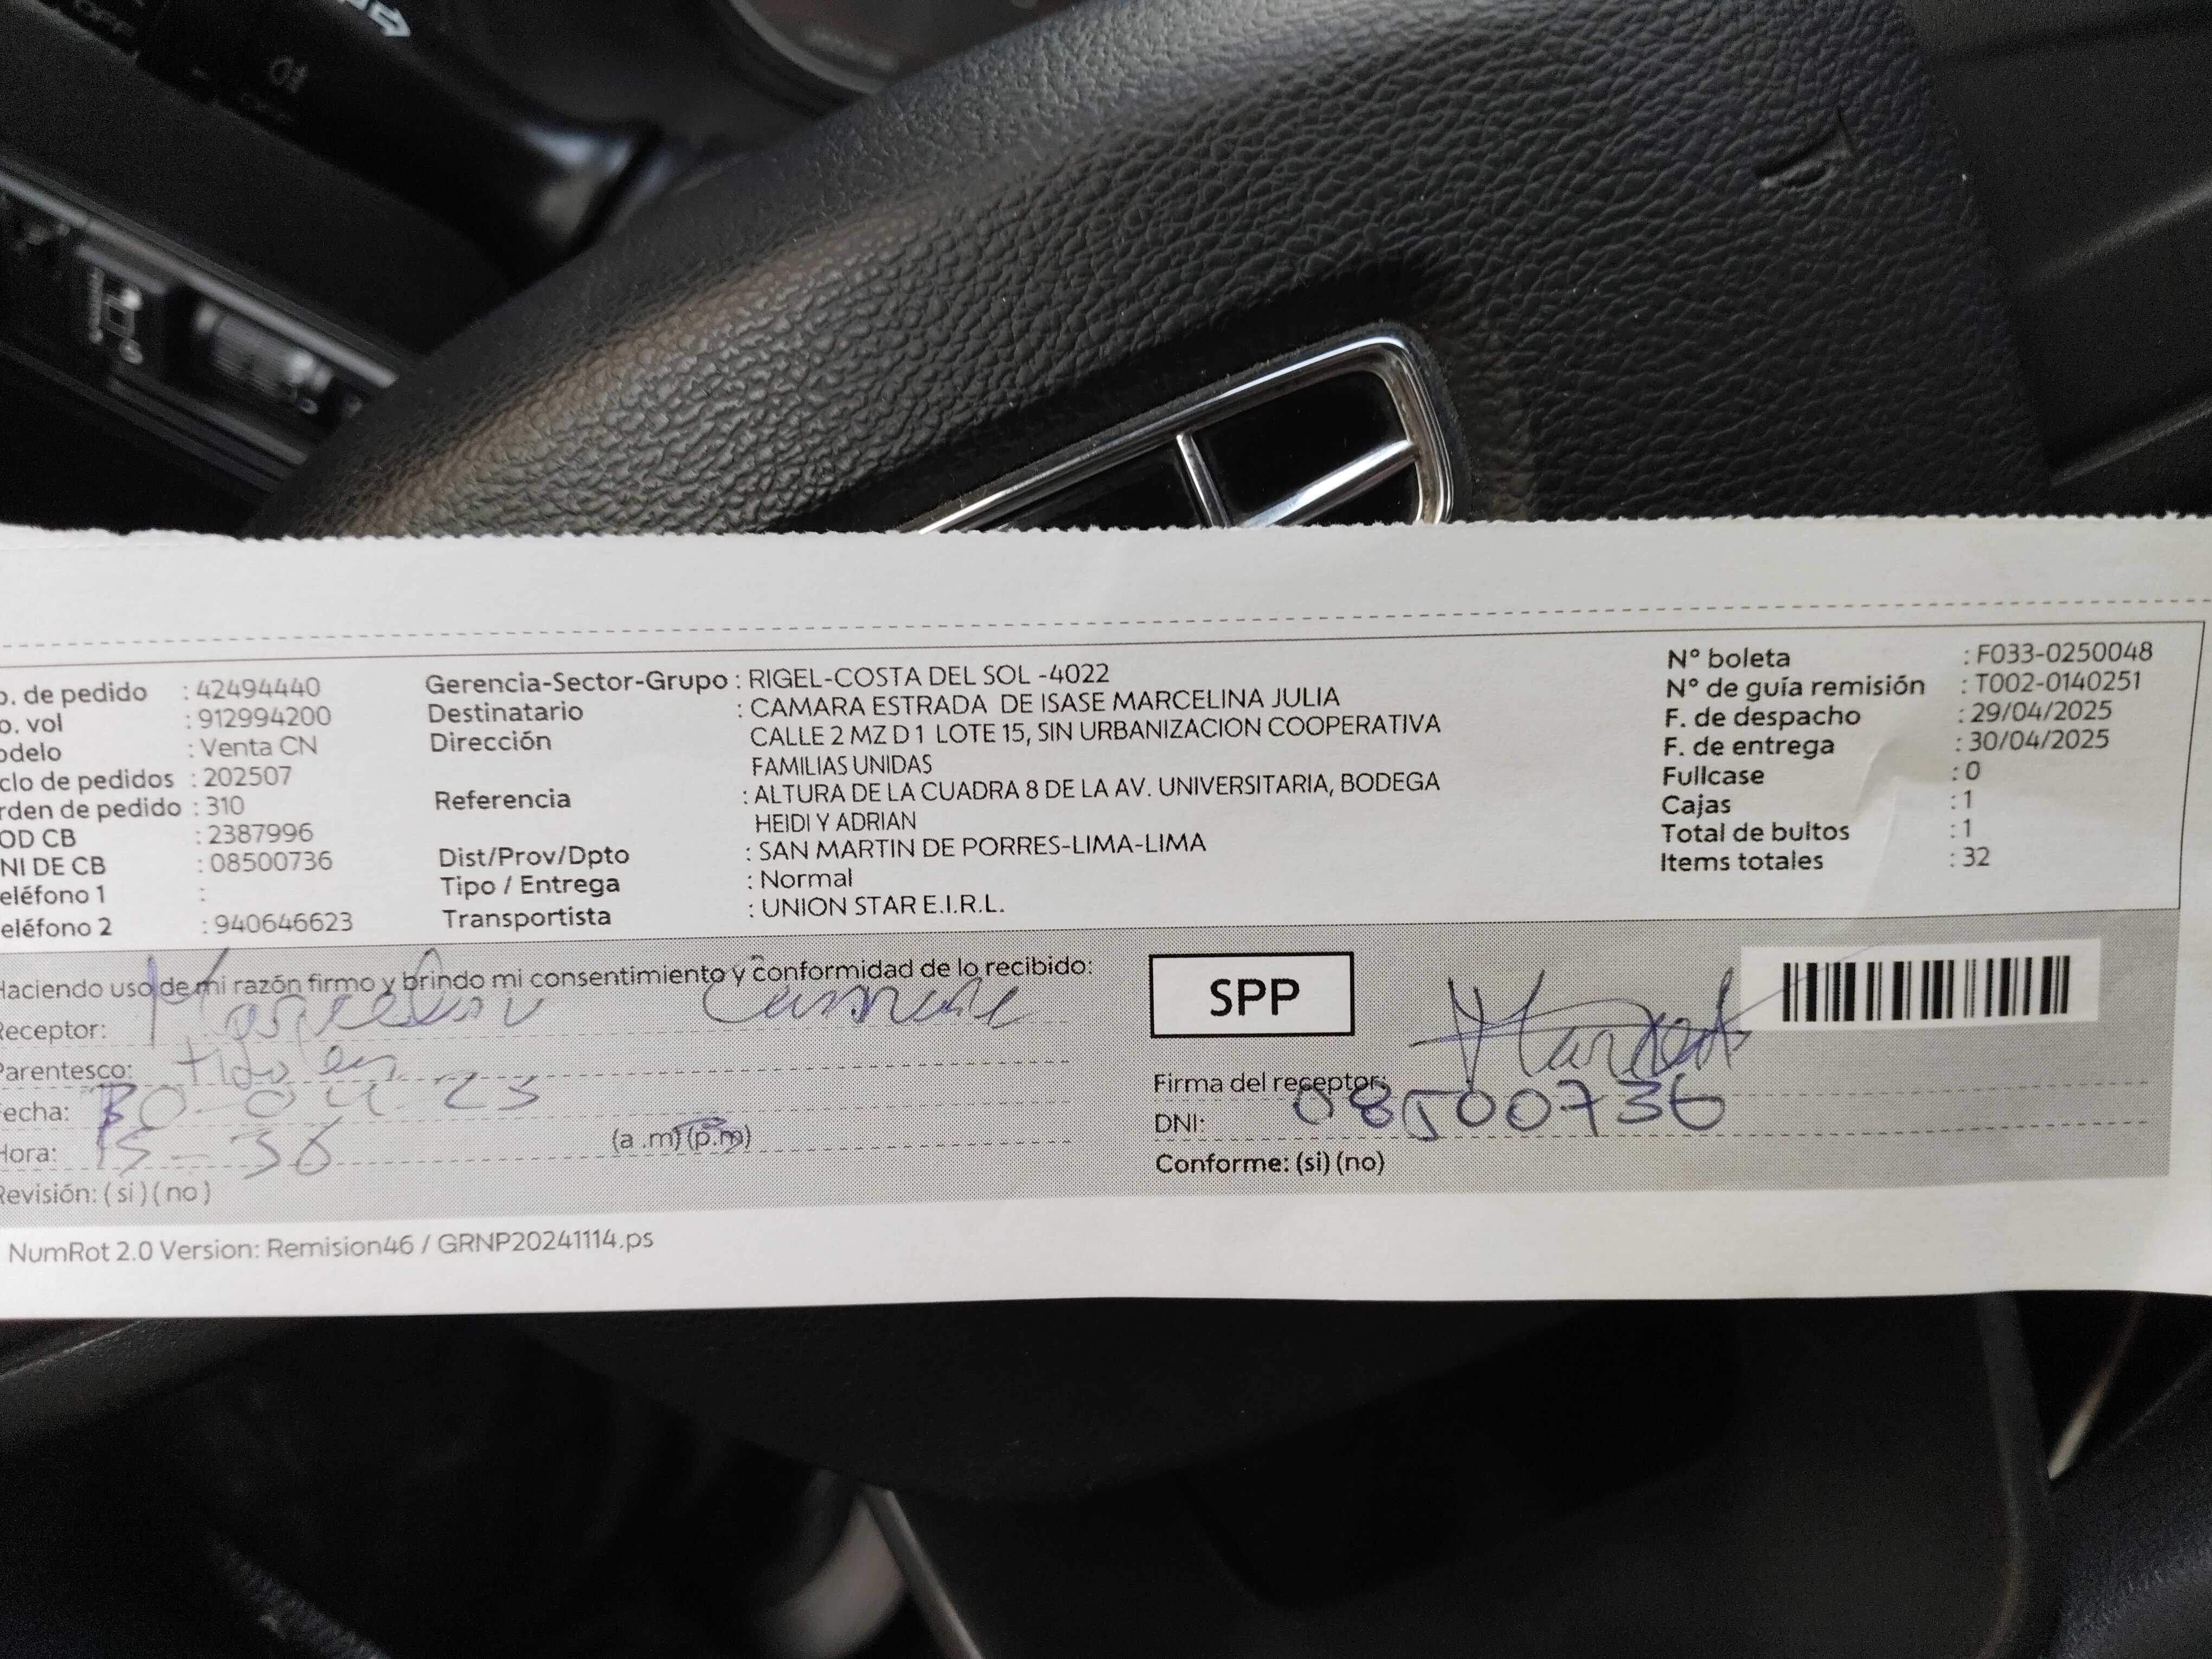 OFF
o. de pedido : 42494440
o. vol : 912994200
odelo : Venta CN
clo de pedidos : 202507
rden de pedido : 310
OD CB : 2387996
NI DE CB : 08500736
eléfono 1 :
eléfono 2 : 940646623
Gerencia-Sector-Grupo : RIGEL-COSTA DEL SOL -4022
Destinatario : CAMARA ESTRADA DE ISASE MARCELINA JULIA
Dirección CALLE 2 MZ D 1 LOTE 15, SIN URBANIZACION COOPERATIVA
FAMILIAS UNIDAS
Referencia : ALTURA DE LA CUADRA 8 DE LA AV. UNIVERSITARIA, BODEGA
HEIDI Y ADRIAN
Dist/Prov/Dpto : SAN MARTIN DE PORRES-LIMA-LIMA
Tipo / Entrega : Normal
Transportista : UNION STAR E.I.R.L.
N° boleta : F033-0250048
N° de guía remisión : T002-0140251
F. de despacho : 29/04/2025
F. de entrega : 30/04/2025
Fullcase : 0
Cajas : 1
Total de bultos : 1
Items totales : 32
Haciendo uso de mi razón firmo y brindo mi consentimiento y conformidad de lo recibido:
Receptor:
Parentesco:
Fecha: 30-04-25
Hora: 15-36 (a .m) (p.m)
Revisión: (si) (no)
SPP
Firma del receptor:
DNI: 08500736
Conforme: (si) (no)
NumRot 2.0 Version: Remision46 / GRNP20241114.ps